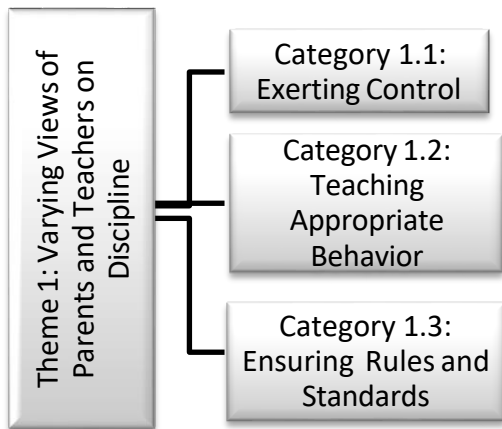 Theme 1: Varying Views of
Parents and Teachers on
Discipline
Category 1.1:
Exerting Control
Category 1.2:
Teaching
Appropriate
Behavior
Category 1.3:
Ensuring Rules and
Standards